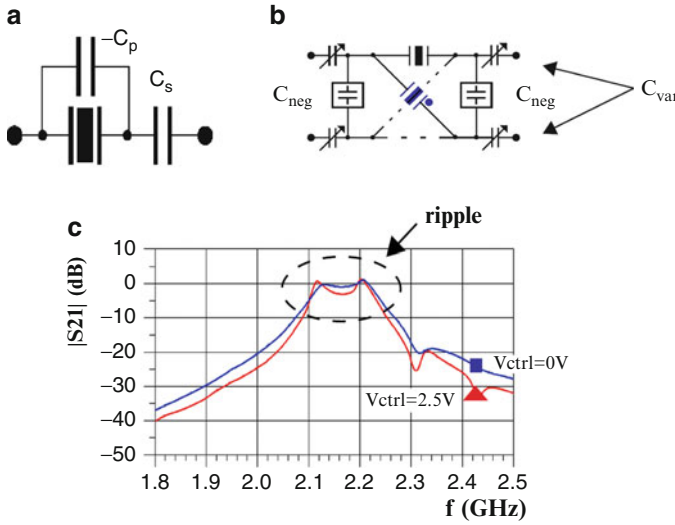 a
−Cp
Cs
b
Cneg
Cneg
Cvar
c
ripple
|S21| (dB)
10
0
−10
−20
−30
−40
−50
Vctrl=0V
Vctrl=2.5V
1.8 1.9 2.0 2.1 2.2 2.3 2.4 2.5
f (GHz)